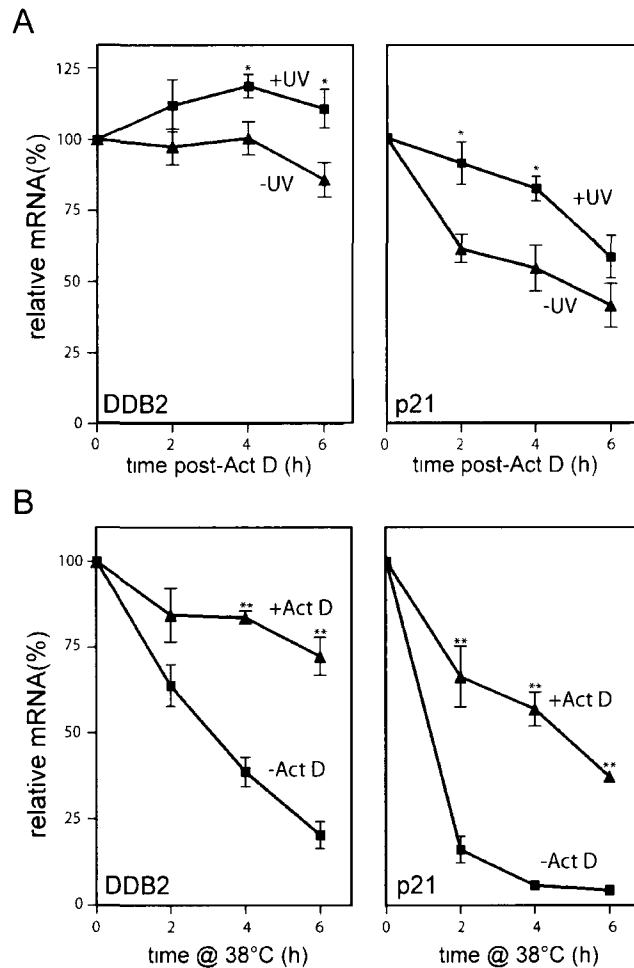 A
relative mRNA(%)
125
100
75
50
25
0
* *
+UV
-UV
DDB2
0 2 4 6
time post-Act D (h)
* *
+UV
-UV
p21
0 2 4 6
time post-Act D (h)
B
relative mRNA(%)
100
75
50
25
0
** **
+Act D
-Act D
DDB2
0 2 4 6
time @ 38°C (h)
** ** **
+Act D
-Act D
p21
0 2 4 6
time @ 38°C (h)